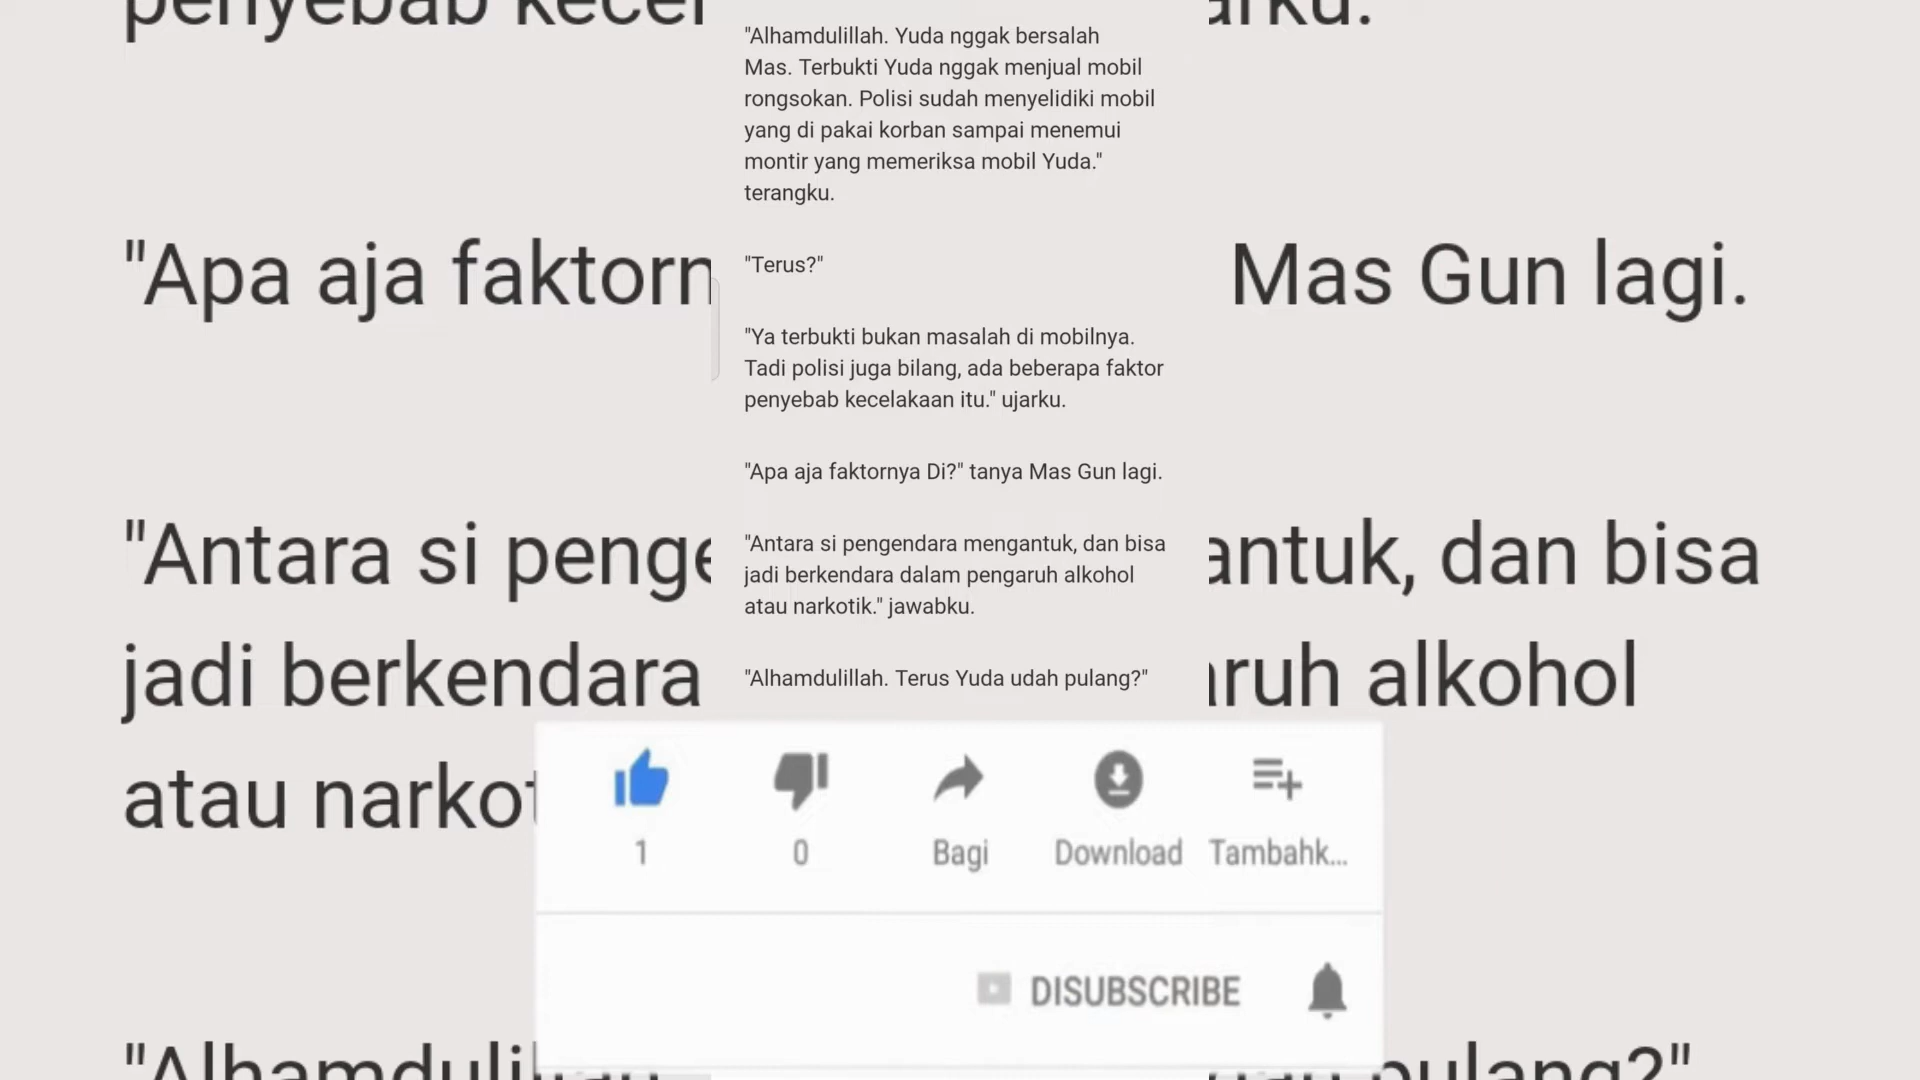 "Alhamdulillah. Yuda nggak bersalah
Mas. Terbukti Yuda nggak menjual mobil
rongsokan. Polisi sudah menyelidiki mobil
yang di pakai korban sampai menemui
montir yang memeriksa mobil Yuda."
terangku.
"Terus?"
"Ya terbukti bukan masalah di mobilnya.
Tadi polisi juga bilang, ada beberapa faktor
penyebab kecelakaan itu." ujarku.
"Apa aja faktornya Di?" tanya Mas Gun lagi.
"Antara si pengendara mengantuk, dan bisa
jadi berkendara dalam pengaruh alkohol
atau narkotik." jawabku.
"Alhamdulillah. Terus Yuda udah pulang?"
"Apa aja faktorn
Mas Gun lagi.
"Antara si penge
antuk, dan bisa
jadi berkendara
ruh alkohol
atau narkot
pulang?"
1
0
Bagi
Download
Tambahk...
DISUBSCRIBE